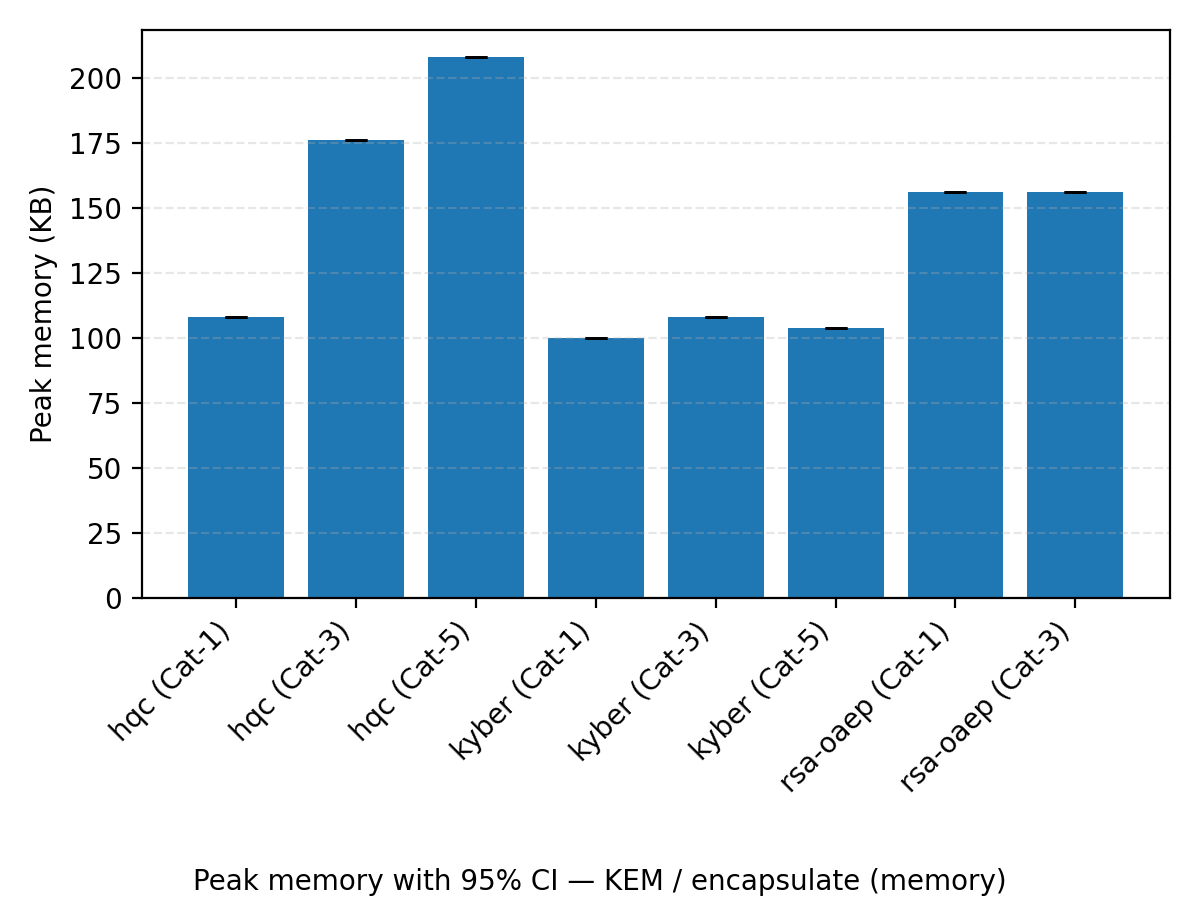 200
175
150
125
100
75
50
25
0
Peak memory (KB)
hqc (Cat-1)
hqc (Cat-3)
hqc (Cat-5)
kyber (Cat-1)
kyber (Cat-3)
kyber (Cat-5)
rsa-oaep (Cat-1)
rsa-oaep (Cat-3)
Peak memory with 95% CI — KEM / encapsulate (memory)